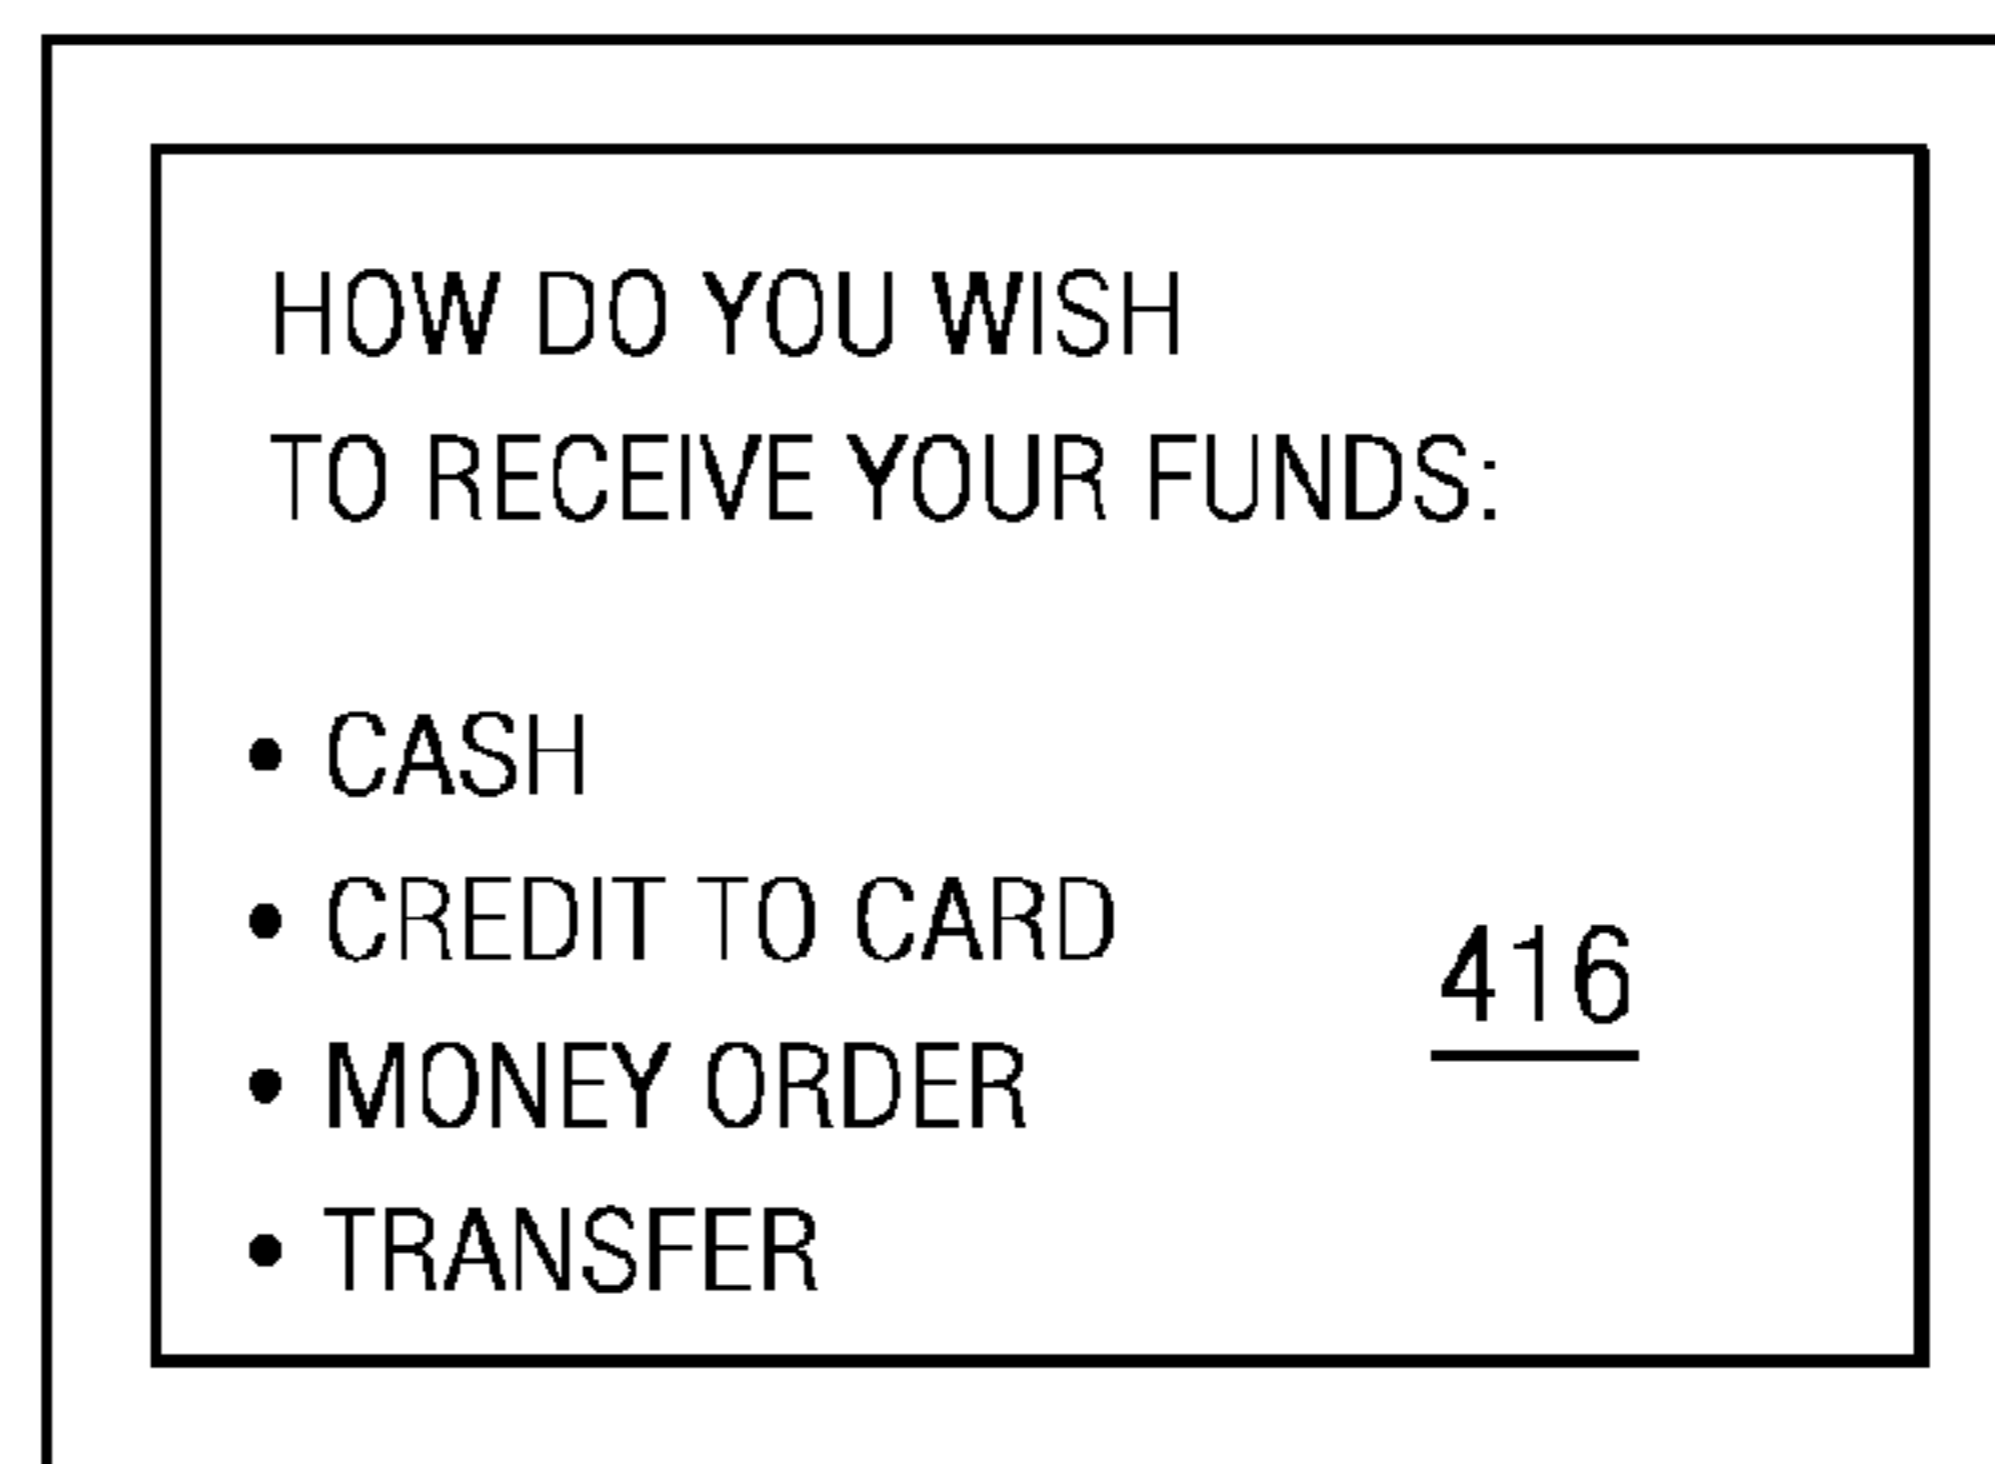 HOW DO YOU WISH
TO RECEIVE YOUR FUNDS:
• CASH
• CREDIT TO CARD
416
• MONEY ORDER
• TRANSFER